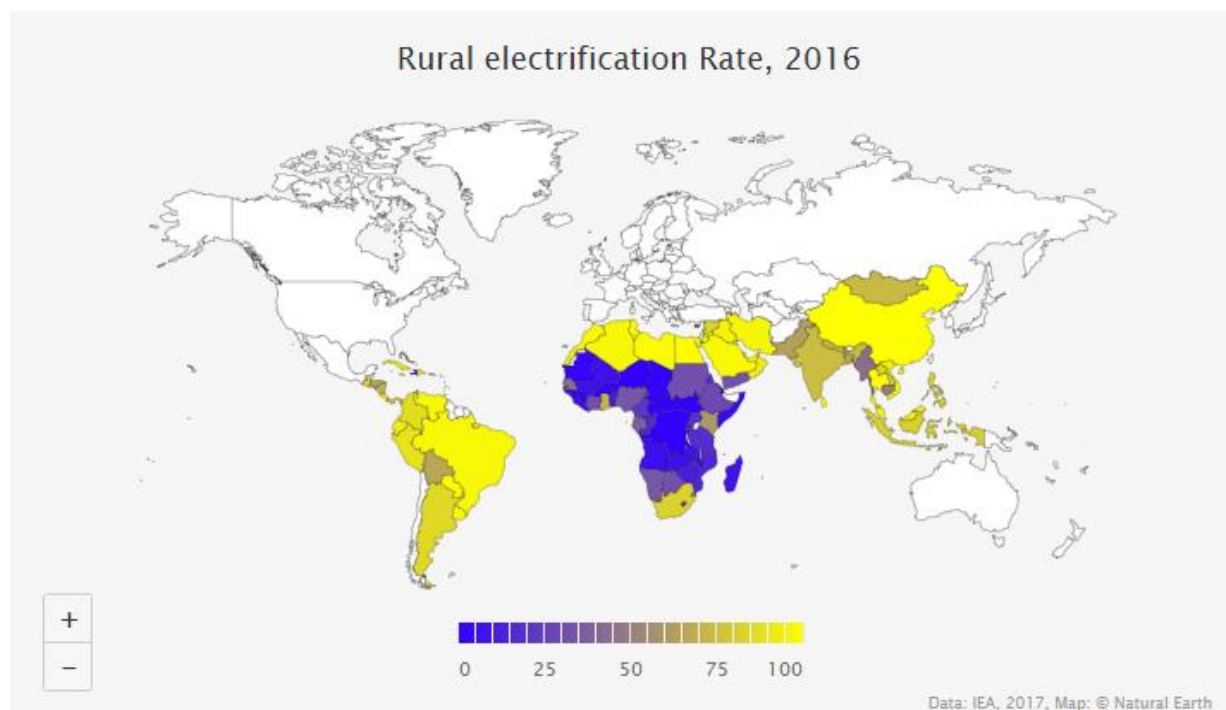 Rural electrification Rate, 2016
+
−
0 25 50 75 100
Data: IEA, 2017, Map: © Natural Earth